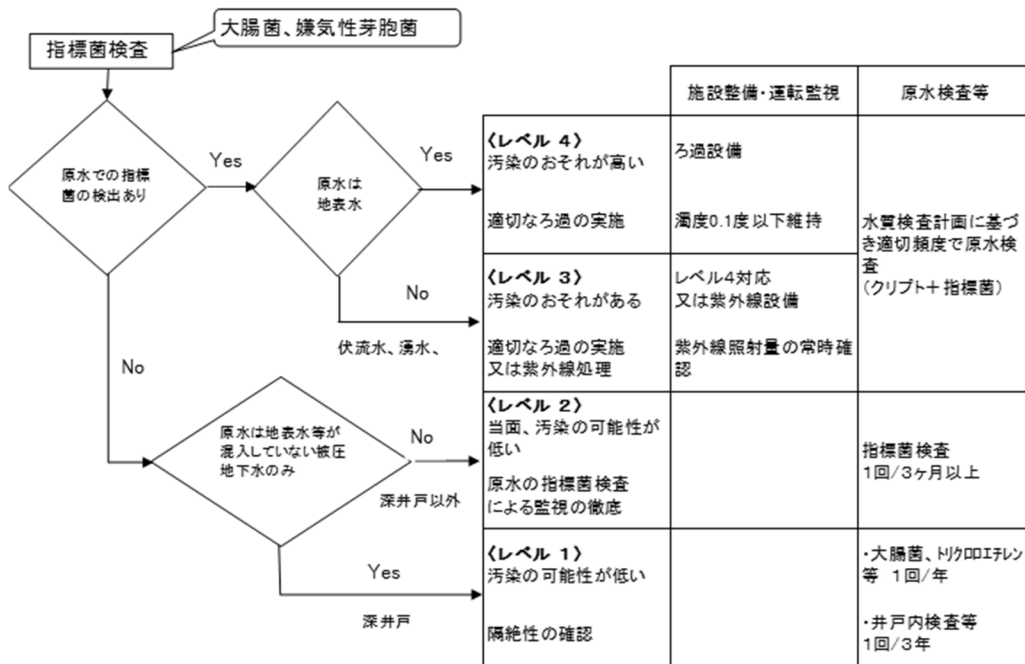 大腸菌、嫌気性芽胞菌
指標菌検査
原水での指標
菌の検出あり
Yes
原水は
地表水
Yes
No
伏流水、湧水、
No
原水は地表水等が
混入していない被圧
地下水のみ
No
深井戸以外
Yes
深井戸
施設整備・運転監視
原水検査等
〈レベル 4〉
汚染のおそれが高い
適切なろ過の実施
ろ過設備
濁度0.1度以下維持
水質検査計画に基づ
き適切頻度で原水検
査
(クリプト＋指標菌)
〈レベル 3〉
汚染のおそれがある
適切なろ過の実施
又は紫外線処理
レベル4対応
又は紫外線設備
紫外線照射量の常時確
認
〈レベル 2〉
当面、汚染の可能性が
低い
原水の指標菌検査
による監視の徹底
指標菌検査
1回/3ヶ月以上
〈レベル 1〉
汚染の可能性が低い
隔絶性の確認
・大腸菌、トリクロロエチレン
等 1回/年
・井戸内検査等
1回/3年